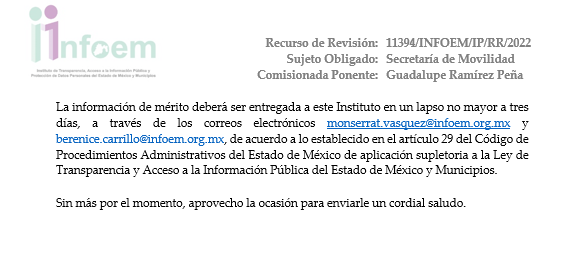 infoem
Instituto de Transparencia, Acceso a la Información Pública y
Protección de Datos Personales del Estado de México y Municipios
Recurso de Revisión: 11394/INFOEM/IP/RR/2022
Sujeto Obligado: Secretaría de Movilidad
Comisionada Ponente: Guadalupe Ramírez Peña
La información de mérito deberá ser entregada a este Instituto en un lapso no mayor a tres
días, a través de los correos electrónicos monserrat.vasquez@infoem.org.mx y
berenice.carrillo@infoem.org.mx, de acuerdo a lo establecido en el artículo 29 del Código de
Procedimientos Administrativos del Estado de México de aplicación supletoria a la Ley de
Transparencia y Acceso a la Información Pública del Estado de México y Municipios.
Sin más por el momento, aprovecho la ocasión para enviarle un cordial saludo.